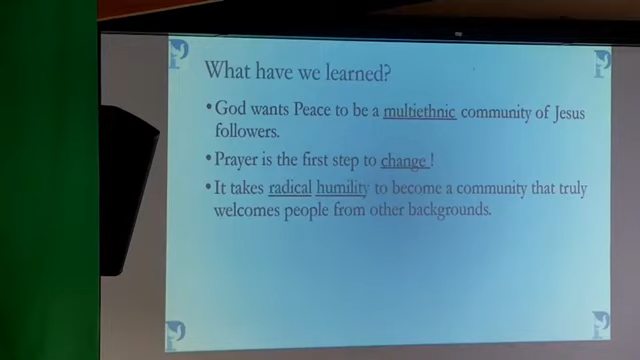 What have we learned?
•God wants Peace to be a multiethnic community of Jesus
followers.
•Prayer is the first step to change !
•It takes radical humility to become a community that truly
welcomes people from other backgrounds.